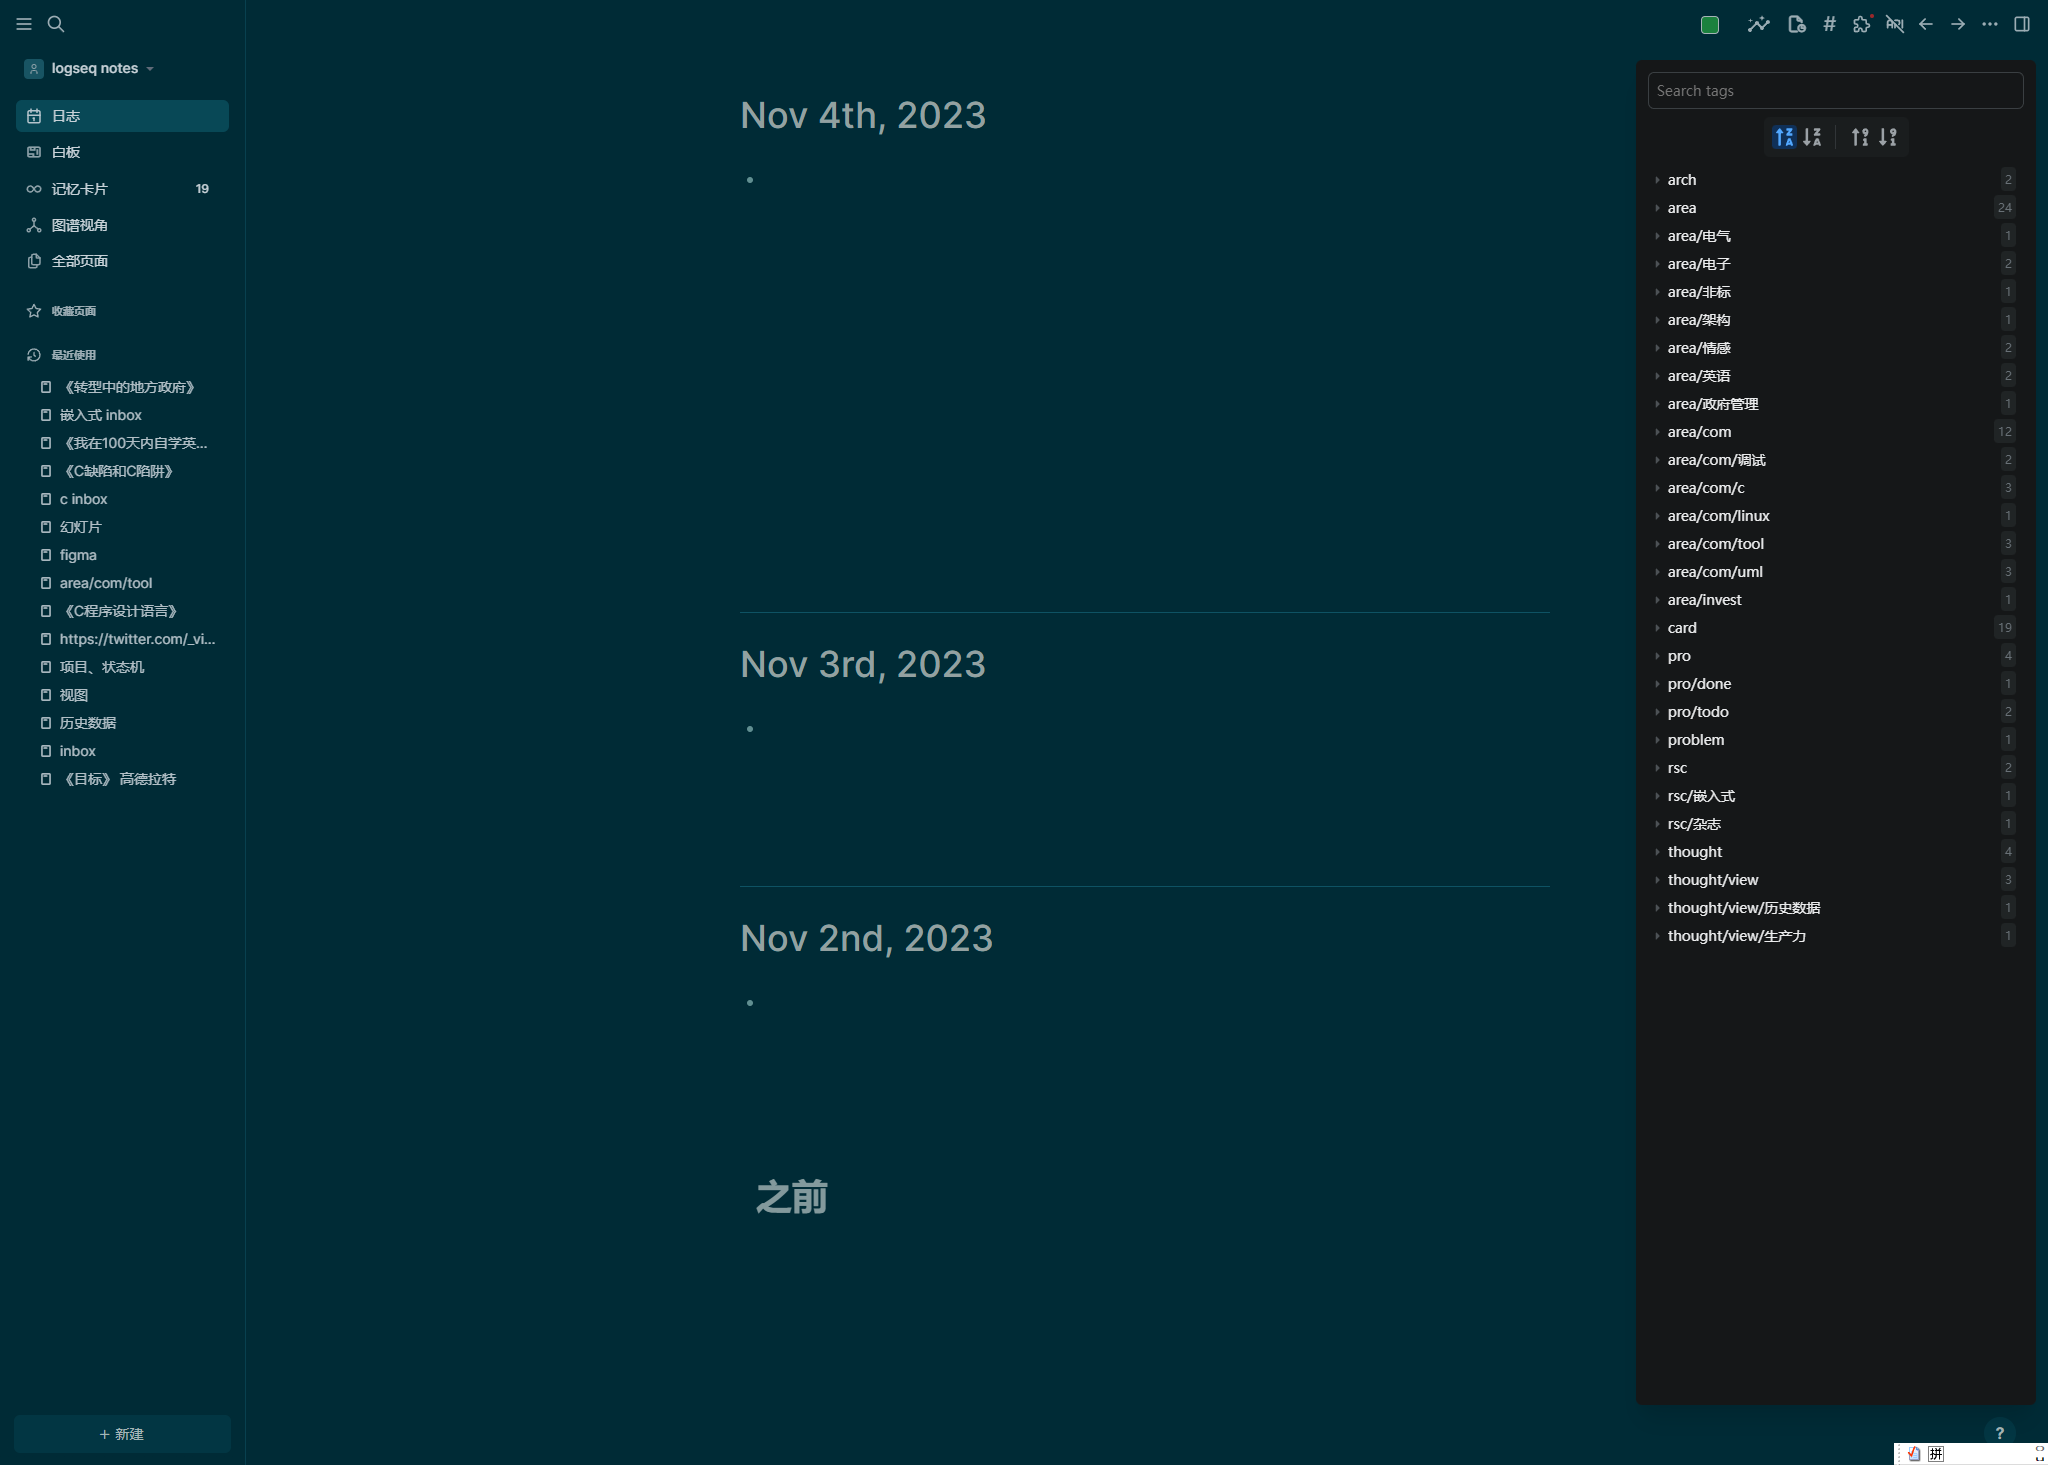 logseq notes
日志
白板
记忆卡片 19
图谱视角
全部页面
收藏页面
最近使用
《转型中的地方政府》
嵌入式 inbox
《我在100天内自学英...
《C缺陷和C陷阱》
c inbox
幻灯片
figma
area/com/tool
《C程序设计语言》
https://twitter.com/_vi...
项目、状态机
视图
历史数据
inbox
《目标》 高德拉特
+ 新建
Nov 4th, 2023
Nov 3rd, 2023
Nov 2nd, 2023
之前
API
Search tags
arch 2
area 24
area/电气 1
area/电子 2
area/非标 1
area/架构 1
area/情感 2
area/英语 2
area/政府管理 1
area/com 12
area/com/调试 2
area/com/c 3
area/com/linux 1
area/com/tool 3
area/com/uml 3
area/invest 1
card 19
pro 4
pro/done 1
pro/todo 2
problem 1
rsc 2
rsc/嵌入式 1
rsc/杂志 1
thought 4
thought/view 3
thought/view/历史数据 1
thought/view/生产力 1
?
拼